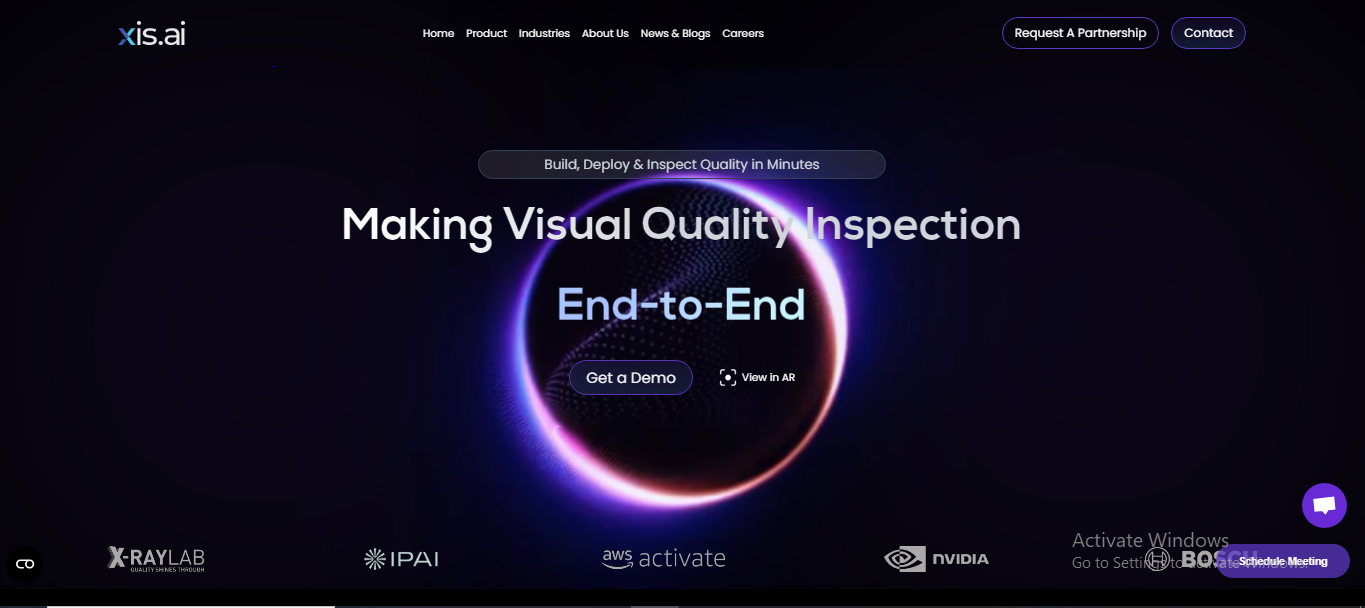 xis.ai
Home Product Industries About Us News & Blogs Careers
Request A Partnership
Contact
Build, Deploy & Inspect Quality in Minutes
Making Visual Quality Inspection
End-to-End
Get a Demo
View in AR
X-RAYLAB
QUALITY SHINES THROUGH
IPAI
aws activate
NVIDIA
BOSCH
Activate Windows
Go to Settings to activate Windows.
Schedule Meeting